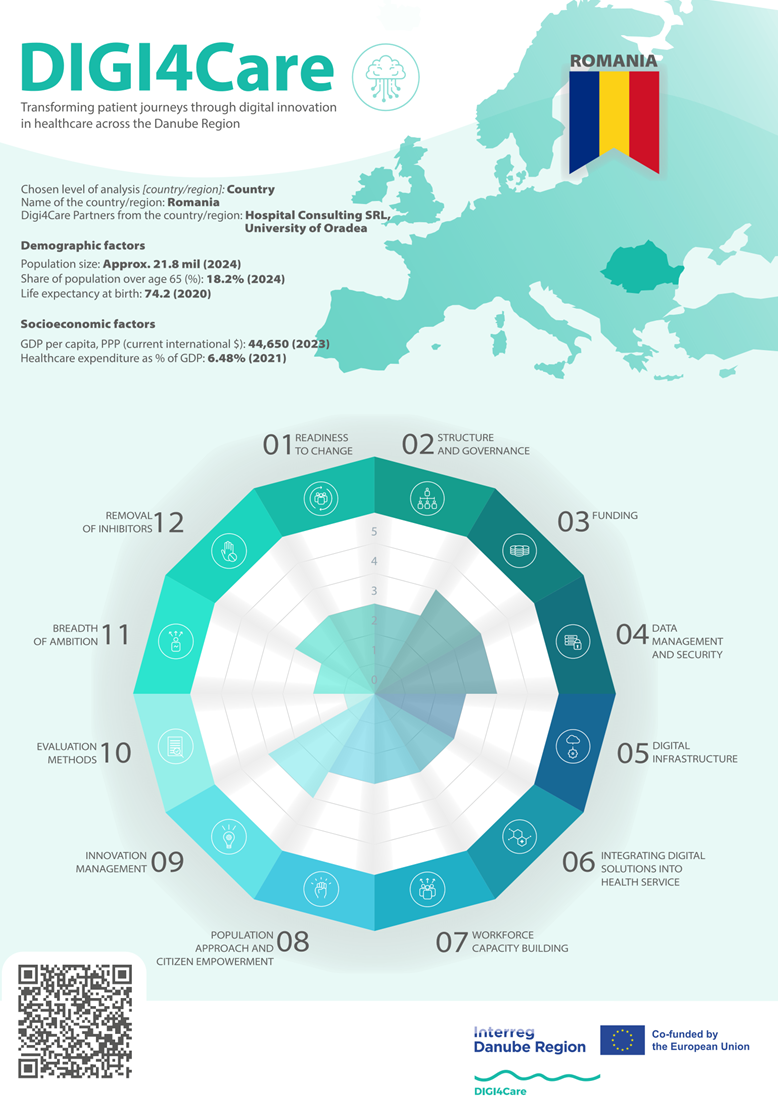 DIGI4Care
Transforming patient journeys through digital innovation
in healthcare across the Danube Region
ROMANIA
Chosen level of analysis [country/region]: Country
Name of the country/region: Romania
Digi4Care Partners from the country/region: Hospital Consulting SRL,
University of Oradea
Demographic factors
Population size: Approx. 21.8 mil (2024)
Share of population over age 65 (%): 18.2% (2024)
Life expectancy at birth: 74.2 (2020)
Socioeconomic factors
GDP per capita, PPP (current international $): 44,650 (2023)
Healthcare expenditure as % of GDP: 6.48% (2021)
01 READINESS
TO CHANGE
02 STRUCTURE
AND GOVERNANCE
03 FUNDING
04 DATA
MANAGEMENT
AND SECURITY
05 DIGITAL
INFRASTRUCTURE
06 INTEGRATING DIGITAL
SOLUTIONS INTO
HEALTH SERVICE
07 WORKFORCE
CAPACITY BUILDING
POPULATION
APPROACH AND
CITIZEN EMPOWERMENT 08
INNOVATION
MANAGEMENT 09
EVALUATION
METHODS 10
BREADTH
OF AMBITION 11
REMOVAL
OF INHIBITORS 12
5
4
3
2
1
0
Interreg
Danube Region
Co-funded by
the European Union
DIGI4Care